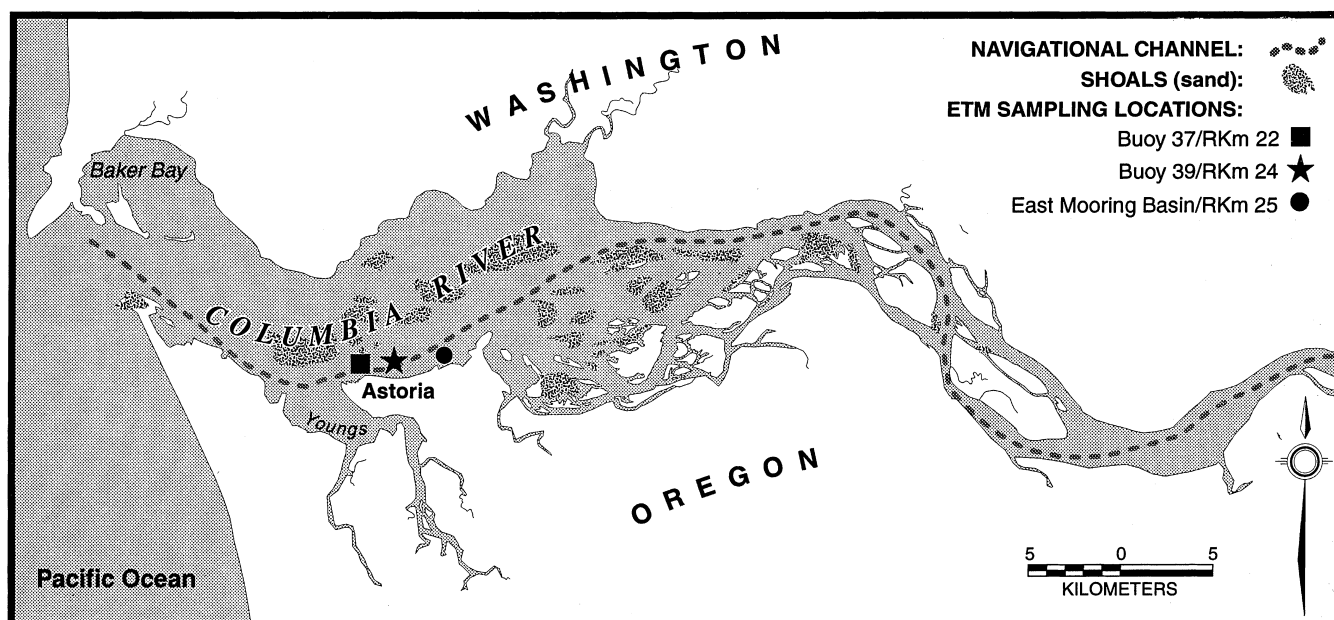 WASHINGTON
NAVIGATIONAL CHANNEL:
SHOALS (sand):
ETM SAMPLING LOCATIONS:
Buoy 37/RKm 22
Buoy 39/RKm 24
East Mooring Basin/RKm 25
Baker Bay
COLUMBIA RIVER
Astoria
Youngs
OREGON
Pacific Ocean
5 0 5
KILOMETERS